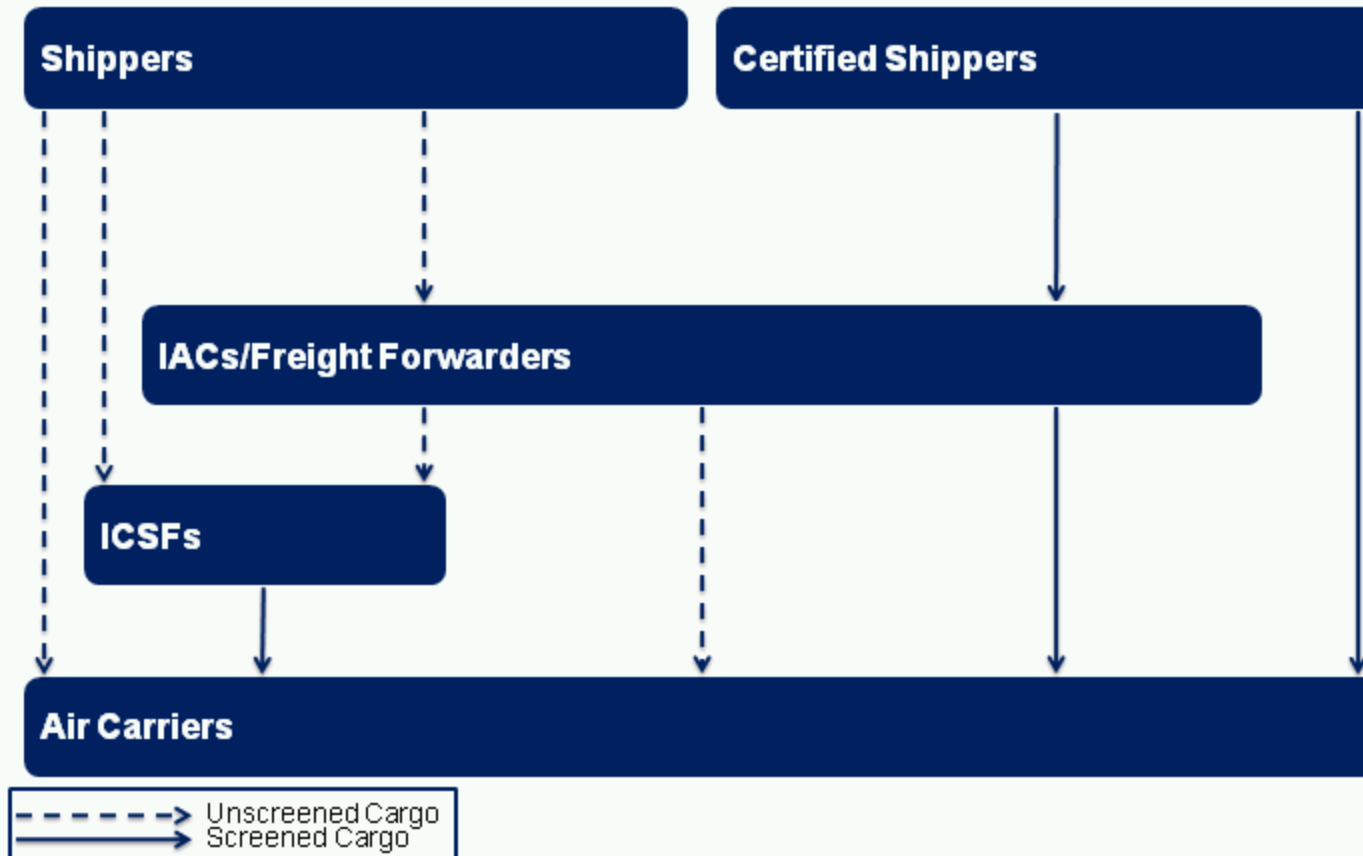 Shippers
Certified Shippers
IACs/Freight Forwarders
ICSFs
Air Carriers
Unscreened Cargo
Screened Cargo